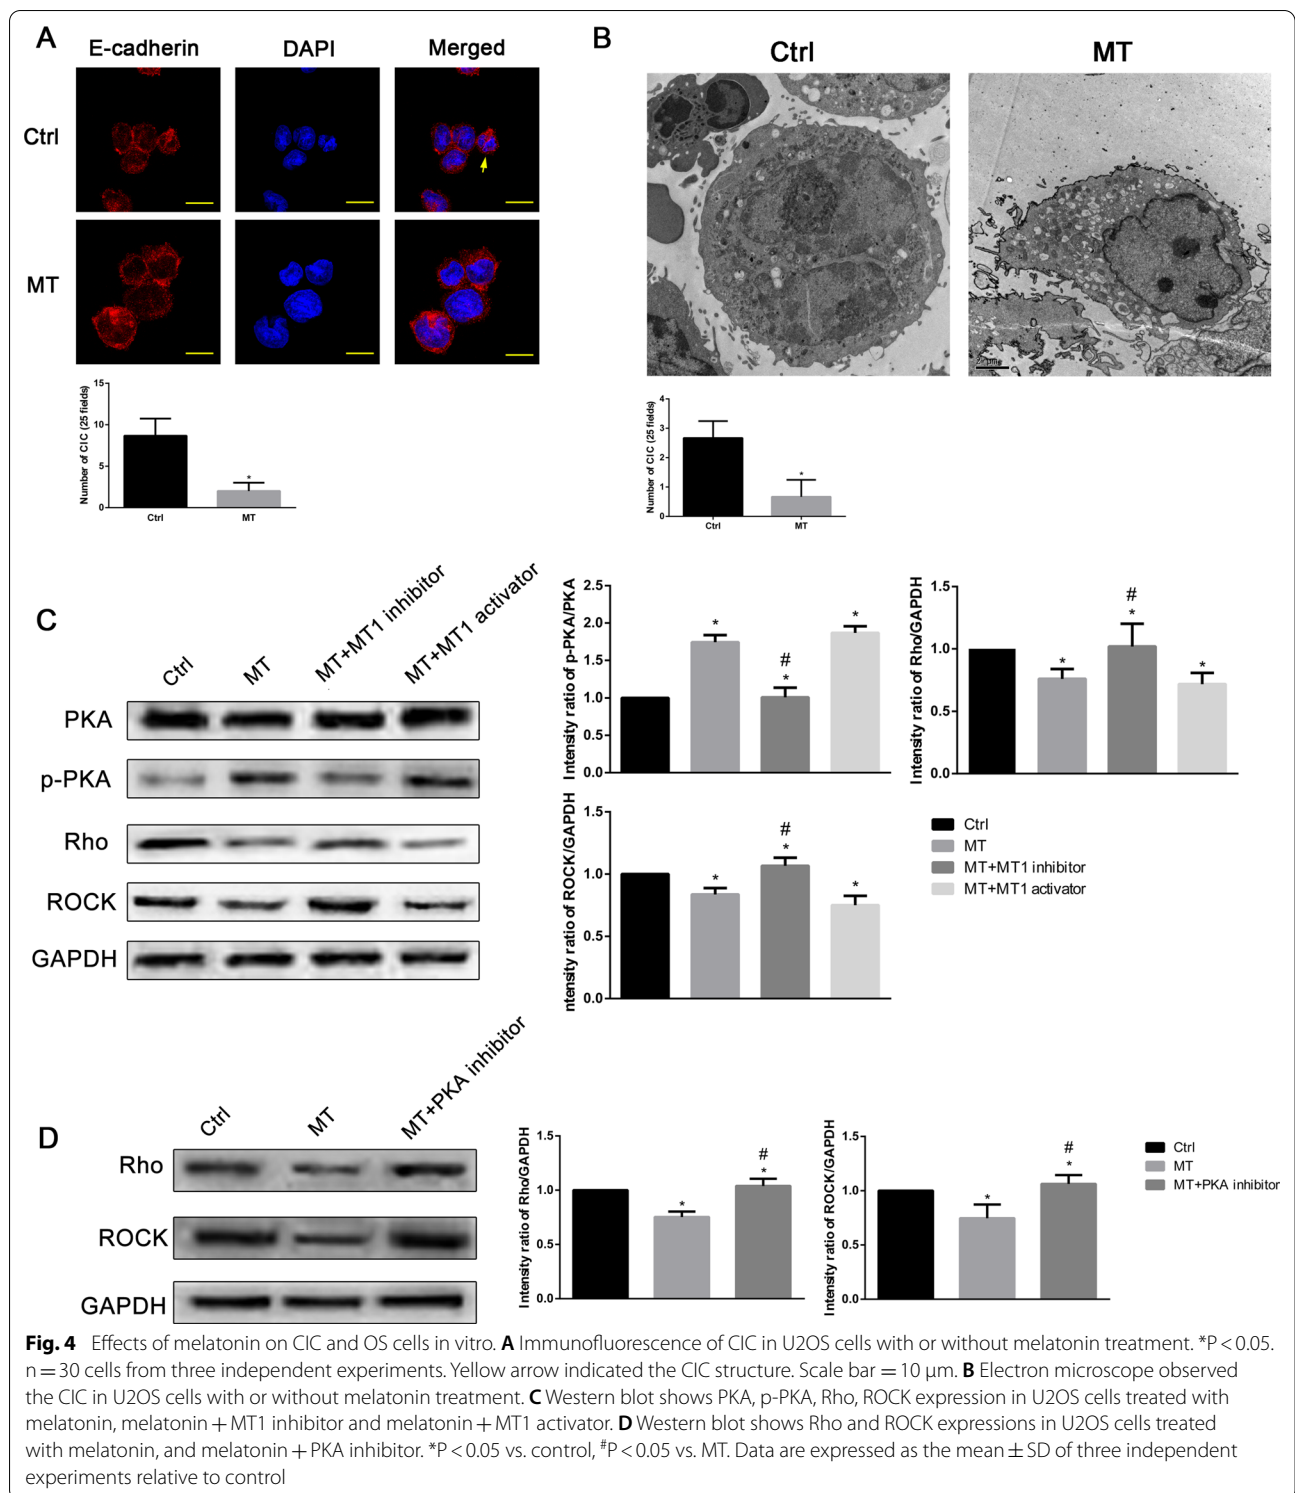 A
E-cadherin
DAPI
Merged
Ctrl
MT
15
10
5
0
Number of CIC (25 fields)
*
Ctrl
MT
B
Ctrl
MT
4
3
2
1
0
Number of CIC (25 fields)
*
Ctrl
MT
C
Ctrl
MT
MT+MT1 inhibitor
MT+MT1 activator
PKA
p-PKA
Rho
ROCK
GAPDH
Intensity ratio of p-PKA/PKA
2.5
2.0
1.5
1.0
0.5
0.0
*
#
*
*
Intensity ratio of Rho/GAPDH
1.5
1.0
0.5
0.0
*
#
*
*
ntensity ratio of ROCK/GAPDH
1.5
1.0
0.5
0.0
*
#
*
*
Ctrl
MT
MT+MT1 inhibitor
MT+MT1 activator
D
Ctrl
MT
MT+PKA inhibitor
Rho
ROCK
GAPDH
Intensity ratio of Rho/GAPDH
1.5
1.0
0.5
0.0
*
#
*
Intensity ratio of ROCK/GAPDH
1.5
1.0
0.5
0.0
*
#
*
Ctrl
MT
MT+PKA inhibitor
Fig. 4 Effects of melatonin on CIC and OS cells in vitro. A Immunofluorescence of CIC in U2OS cells with or without melatonin treatment. *P < 0.05.
n = 30 cells from three independent experiments. Yellow arrow indicated the CIC structure. Scale bar = 10 μm. B Electron microscope observed
the CIC in U2OS cells with or without melatonin treatment. C Western blot shows PKA, p-PKA, Rho, ROCK expression in U2OS cells treated with
melatonin, melatonin + MT1 inhibitor and melatonin + MT1 activator. D Western blot shows Rho and ROCK expressions in U2OS cells treated
with melatonin, and melatonin + PKA inhibitor. *P < 0.05 vs. control, #P < 0.05 vs. MT. Data are expressed as the mean ± SD of three independent
experiments relative to control